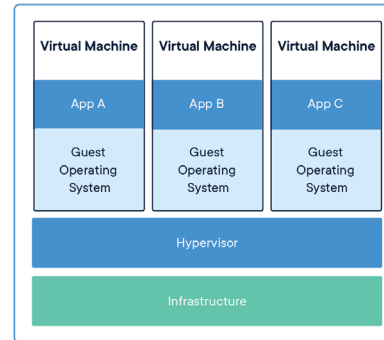 Virtual Machine Virtual Machine Virtual Machine
App A App B App C
Guest Guest Guest
Operating Operating Operating
System System System
Hypervisor
Infrastructure